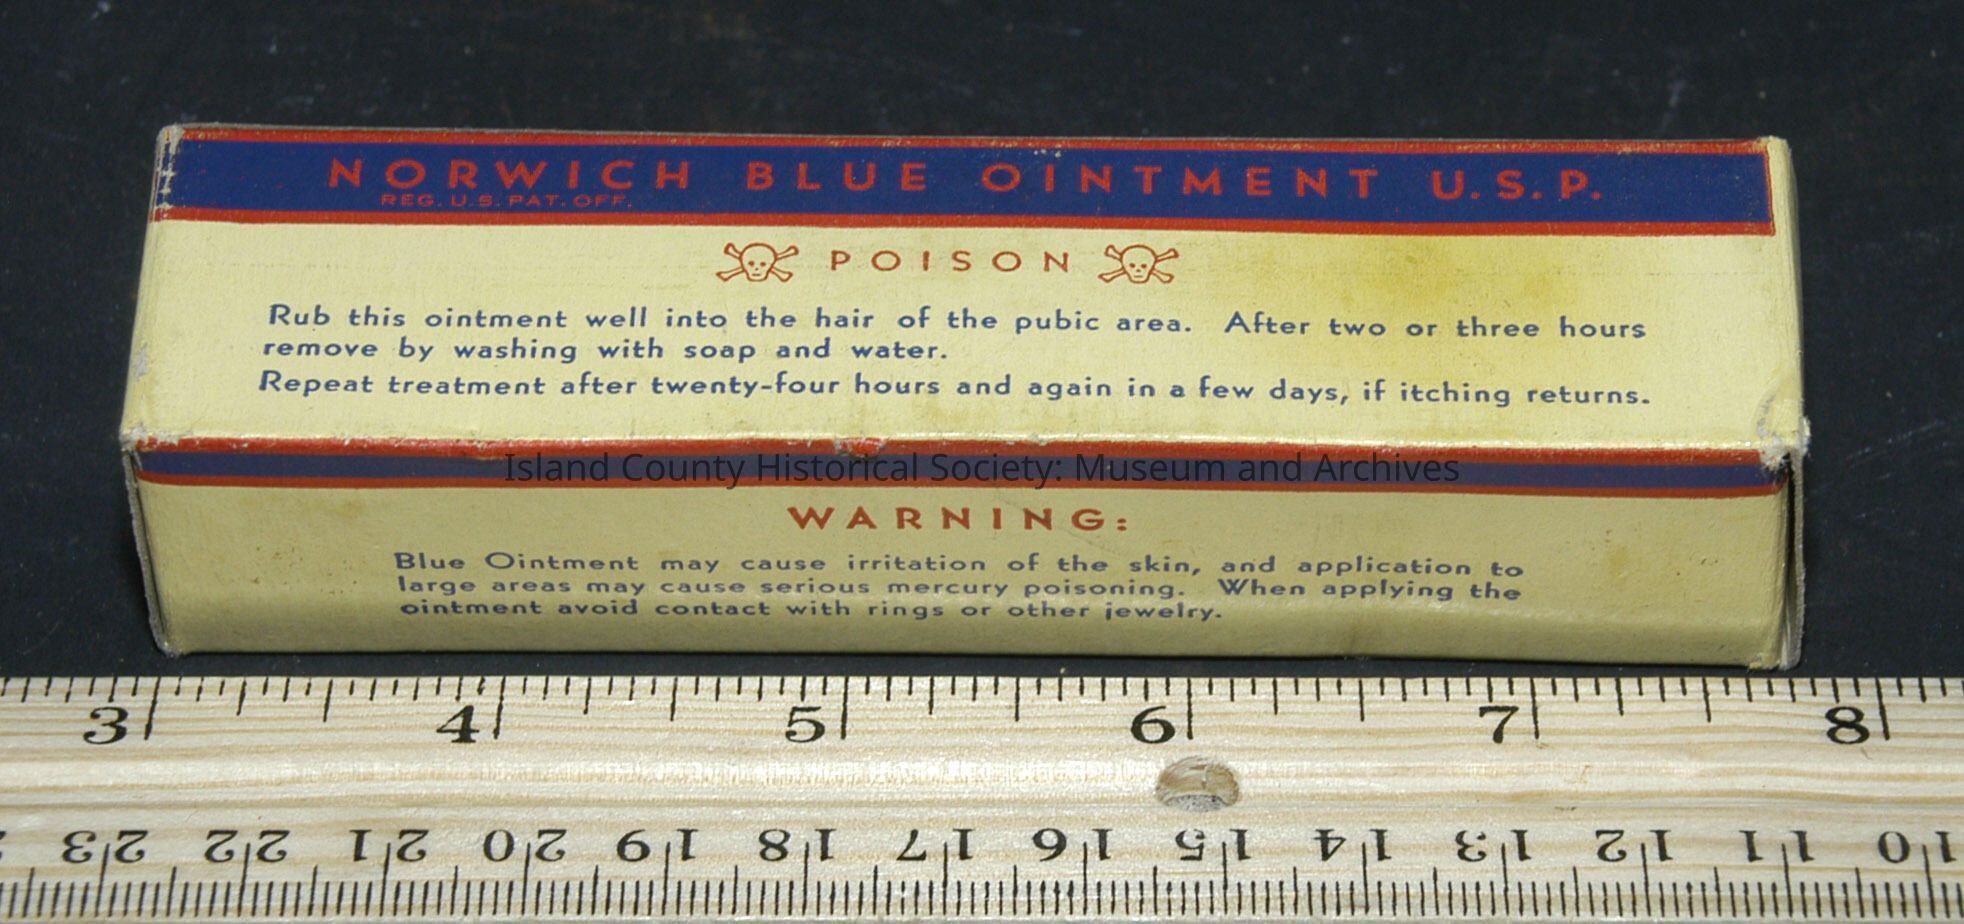 NORWICH BLUE OINTMENT U.S.P.
REG. U.S. PAT. OFF.
POISON
Rub this ointment well into the hair of the pubic area. After two or three hours
remove by washing with soap and water.
Repeat treatment after twenty-four hours and again in a few days, if itching returns.
Island County Historical Society: Museum and Archives
WARNING:
Blue Ointment may cause irritation of the skin, and application to
large areas may cause serious mercury poisoning. When applying the
ointment avoid contact with rings or other jewelry.
3 4 5 6 7 8
23 22 21 20 19 18 17 16 15 14 13 12 11 10